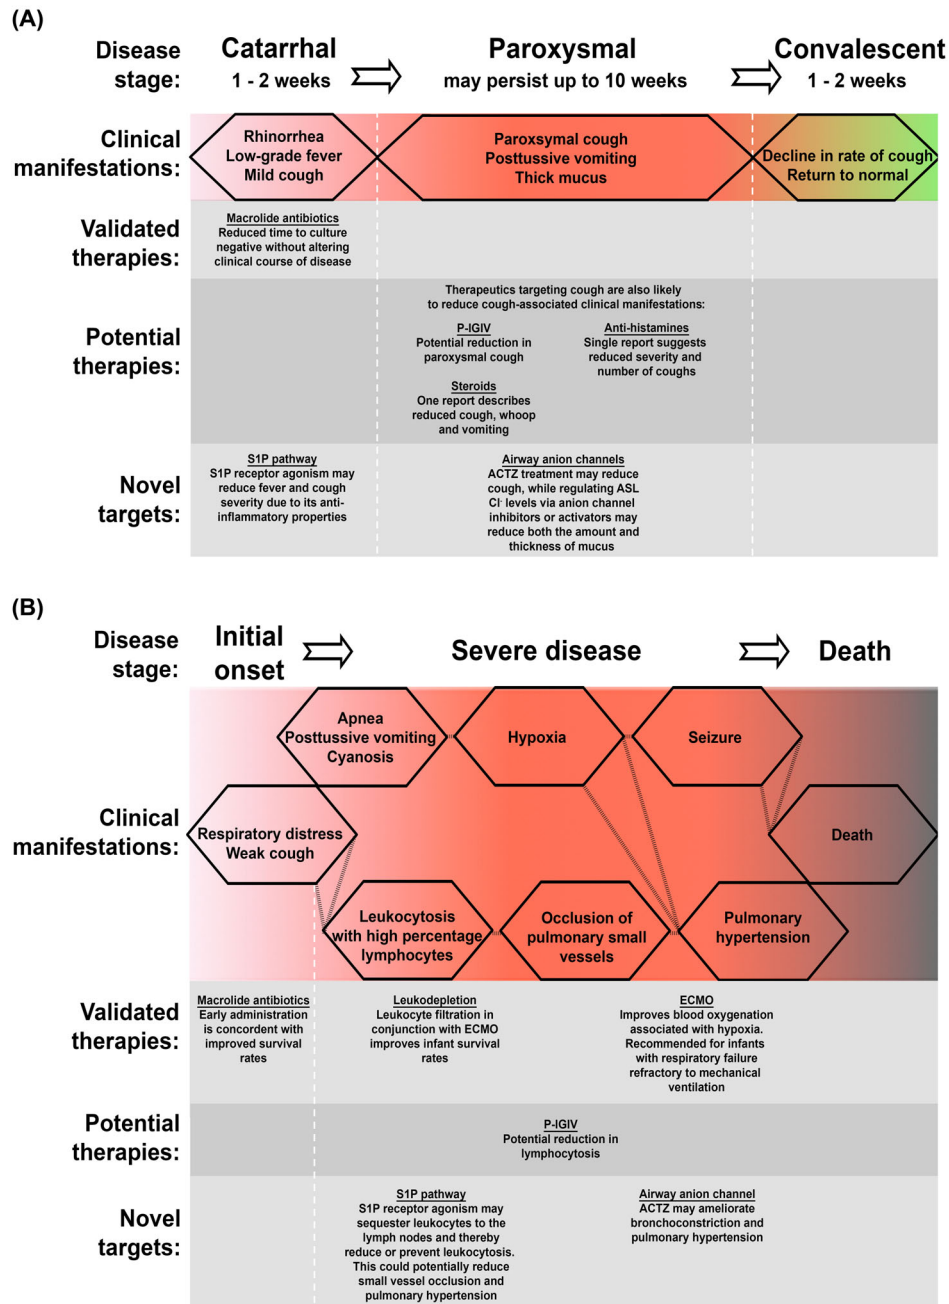 (A)
Disease
stage:
Catarrhal
1 - 2 weeks
Paroxysmal
may persist up to 10 weeks
Convalescent
1 - 2 weeks
Clinical
manifestations:
Rhinorrhea
Low-grade fever
Mild cough
Paroxsymal cough
Posttussive vomiting
Thick mucus
Decline in rate of cough
Return to normal
Validated
therapies:
Macrolide antibiotics
Reduced time to culture
negative without altering
clinical course of disease
Potential
therapies:
Therapeutics targeting cough are also likely
to reduce cough-associated clinical manifestations:
P-IGIV
Potential reduction in
paroxysmal cough
Anti-histamines
Single report suggests
reduced severity and
number of coughs
Steroids
One report describes
reduced cough, whoop
and vomiting
Novel
targets:
S1P pathway
S1P receptor agonism may
reduce fever and cough
severity due to its anti-
inflammatory properties
Airway anion channels
ACTZ treatment may reduce
cough, while regulating ASL
Cl- levels via anion channel
inhibitors or activators may
reduce both the amount and
thickness of mucus
(B)
Disease
stage:
Initial
onset
Severe disease
Death
Clinical
manifestations:
Apnea
Posttussive vomiting
Cyanosis
Hypoxia
Seizure
Respiratory distress
Weak cough
Death
Leukocytosis
with high percentage
lymphocytes
Occlusion of
pulmonary small
vessels
Pulmonary
hypertension
Validated
therapies:
Macrolide antibiotics
Early administration
is concordent with
improved survival
rates
Leukodepletion
Leukocyte filtration in
conjunction with ECMO
improves infant survival
rates
ECMO
Improves blood oxygenation
associated with hypoxia.
Recommended for infants
with respiratory failure
refractory to mechanical
ventilation
Potential
therapies:
P-IGIV
Potential reduction in
lymphocytosis
Novel
targets:
S1P pathway
S1P receptor agonism may
sequester leukocytes to the
lymph nodes and thereby
reduce or prevent leukocytosis.
This could potentially reduce
small vessel occlusion and
pulmonary hypertension
Airway anion channel
ACTZ may ameliorate
bronchoconstriction and
pulmonary hypertension